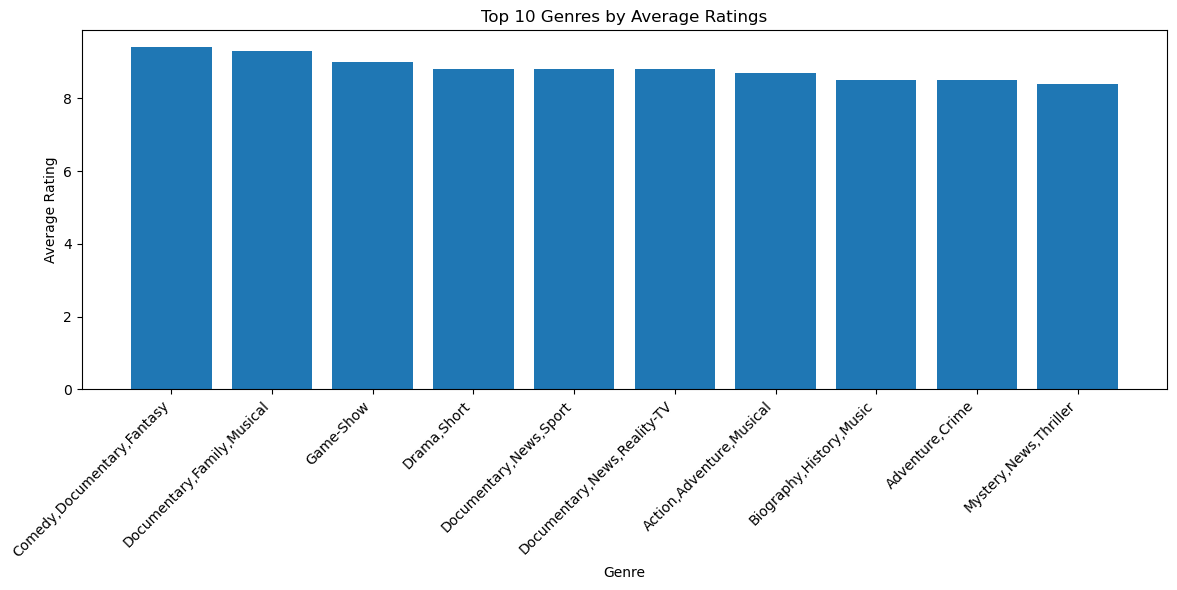 Top 10 Genres by Average Ratings
Average Rating
8
6
4
2
0
Comedy,Documentary,Fantasy
Documentary,Family,Musical
Game-Show
Drama,Short
Documentary,News,Sport
Documentary,News,Reality-TV
Action,Adventure,Musical
Biography,History,Music
Adventure,Crime
Mystery,News,Thriller
Genre